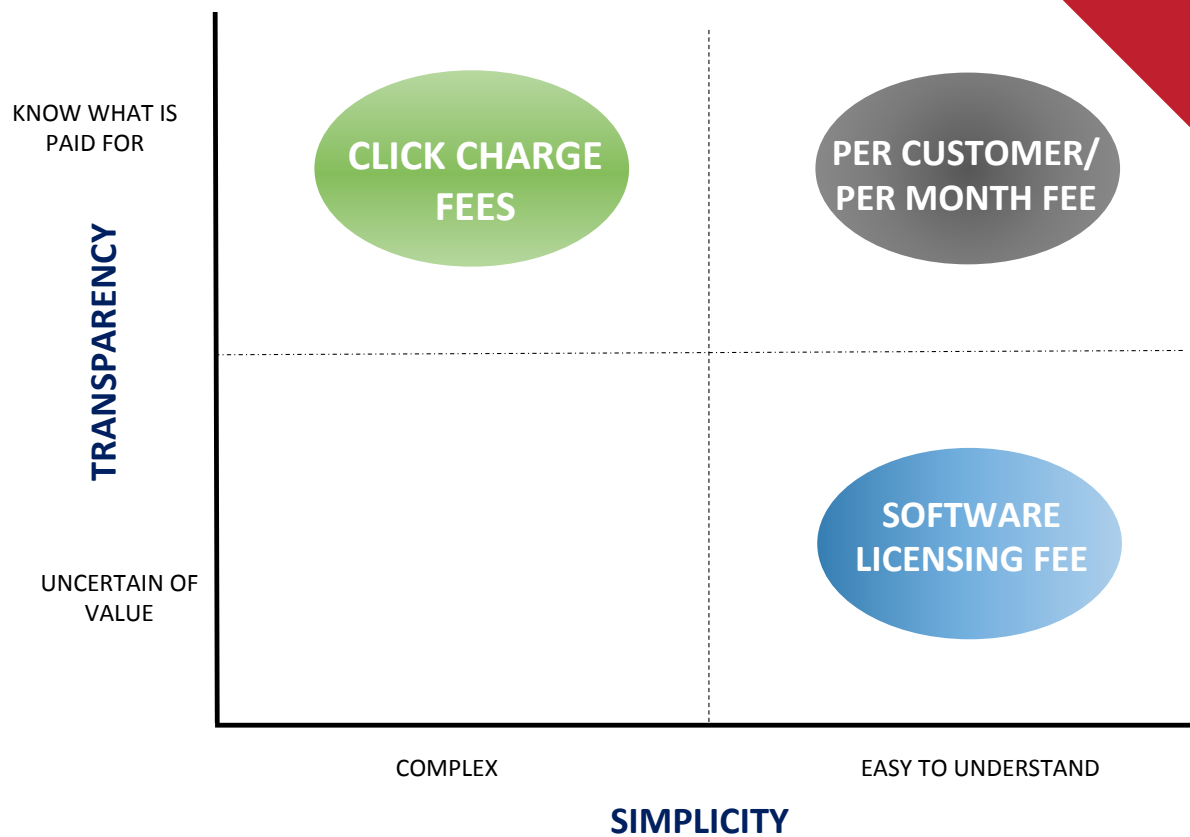 KNOW WHAT IS
PAID FOR
CLICK CHARGE
FEES
PER CUSTOMER/
PER MONTH FEE
TRANSPARENCY
SOFTWARE
LICENSING FEE
UNCERTAIN OF
VALUE
COMPLEX
EASY TO UNDERSTAND
SIMPLICITY